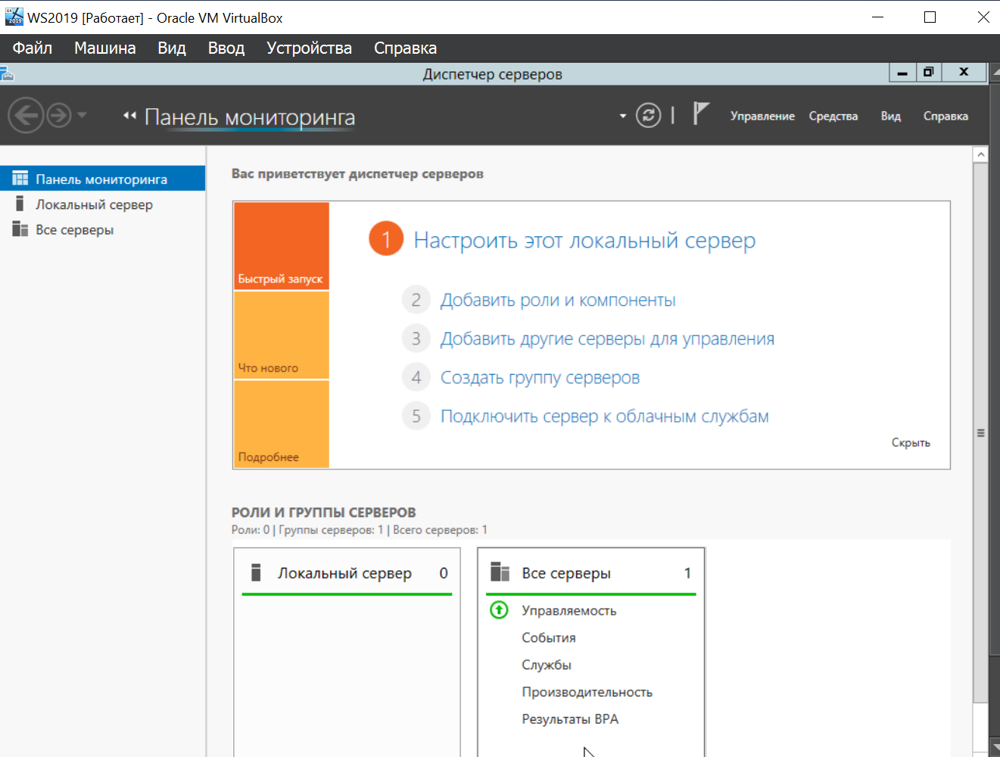 WS2019 [Работает] - Oracle VM VirtualBox
Файл Машина Вид Ввод Устройства Справка
Диспетчер серверов
Панель мониторинга
Управление Средства Вид Справка
Панель мониторинга
Локальный сервер
Все серверы
Вас приветствует диспетчер серверов
Быстрый запуск
Что нового
Подробнее
1 Настроить этот локальный сервер
2 Добавить роли и компоненты
3 Добавить другие серверы для управления
4 Создать группу серверов
5 Подключить сервер к облачным службам
Скрыть
РОЛИ И ГРУППЫ СЕРВЕРОВ
Роли: 0 | Группы серверов: 1 | Всего серверов: 1
Локальный сервер 0
Все серверы 1
Управляемость
События
Службы
Производительность
Результаты BPA